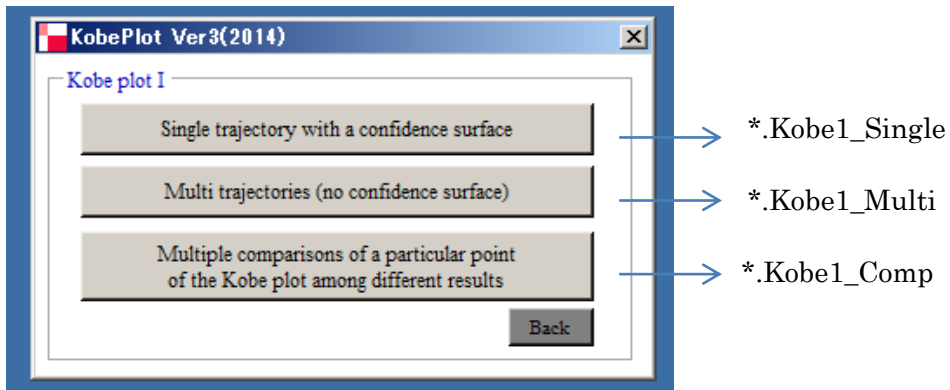 KobePlot Ver3(2014)
Kobe plot I
Single trajectory with a confidence surface
*.Kobe1_Single
Multi trajectories (no confidence surface)
*.Kobe1_Multi
Multiple comparisons of a particular point
of the Kobe plot among different results
*.Kobe1_Comp
Back